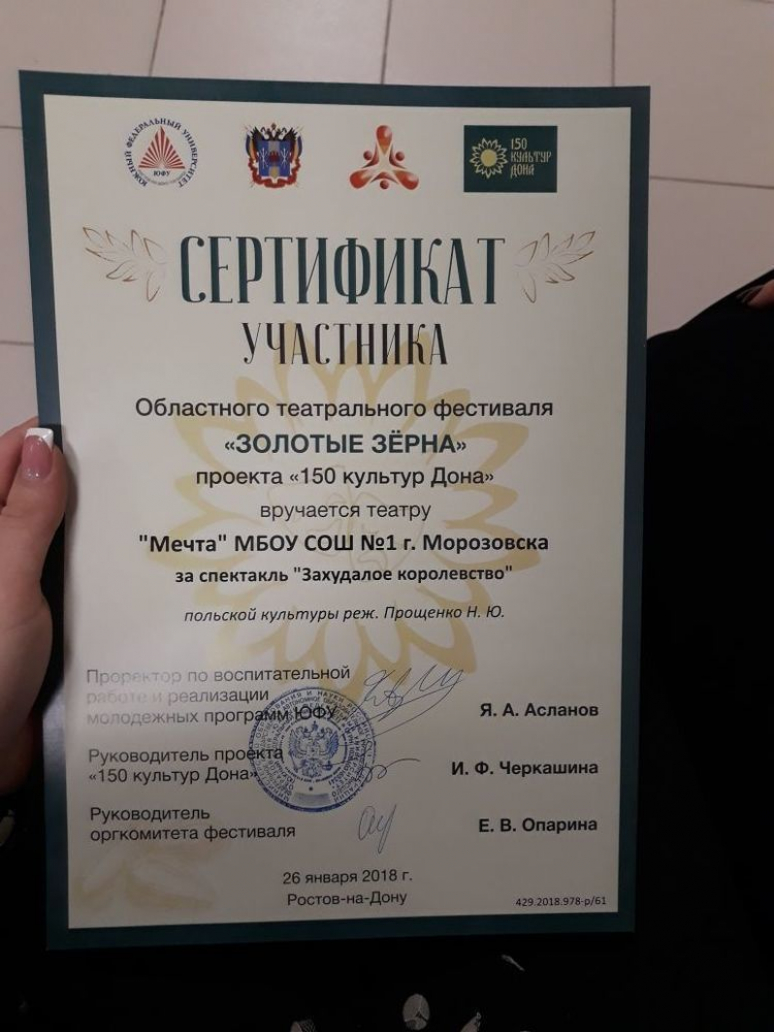 ЮЖНЫЙ ФЕДЕРАЛЬНЫЙ УНИВЕРСИТЕТ
ЮФУ
150
КУЛЬТУР
ДОНА
СЕРТИФИКАТ
УЧАСТНИКА
Областного театрального фестиваля
«ЗОЛОТЫЕ ЗЁРНА»
проекта «150 культур Дона»
вручается театру
"Мечта" МБОУ СОШ №1 г. Морозовска
за спектакль "Захудалое королевство"
польской культуры реж. Прощенко Н. Ю.
Проректор по воспитательной
работе и реализации
молодежных программ ЮФУ
Я. А. Асланов
Руководитель проекта
«150 культур Дона»
И. Ф. Черкашина
Руководитель
оргкомитета фестиваля
Е. В. Опарина
26 января 2018 г.
Ростов-на-Дону
429.2018.978-р/61